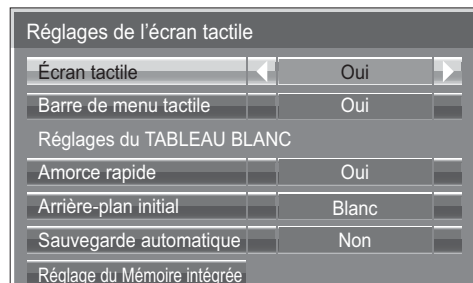 Réglages de l’écran tactile
Écran tactile Oui
Barre de menu tactile Oui
Réglages du TABLEAU BLANC
Amorce rapide Oui
Arrière-plan initial Blanc
Sauvegarde automatique Non
Réglage du Mémoire intégrée